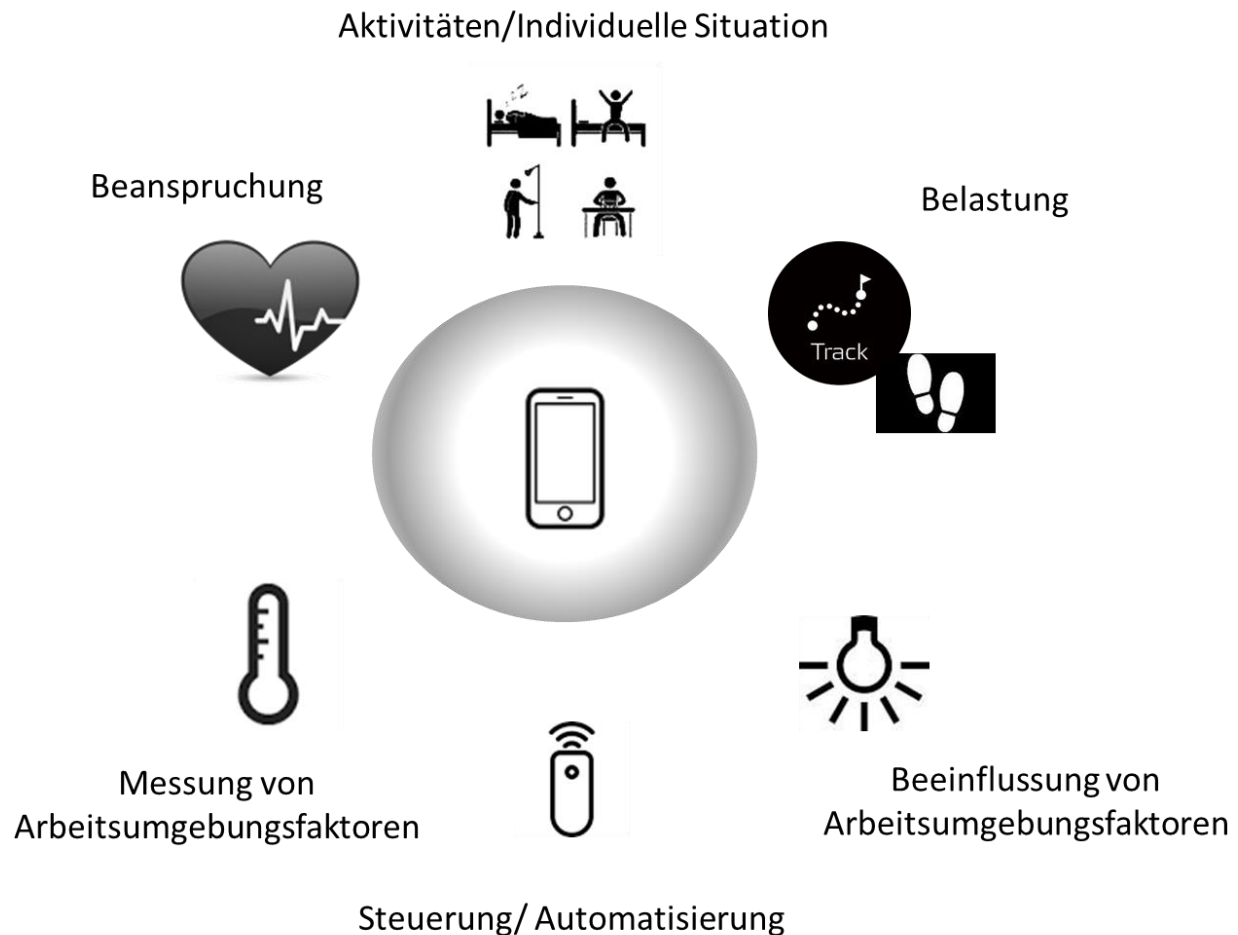 Aktivitäten/Individuelle Situation
Beanspruchung
Belastung
Track
Messung von
Arbeitsumgebungsfaktoren
Beeinflussung von
Arbeitsumgebungsfaktoren
Steuerung/ Automatisierung